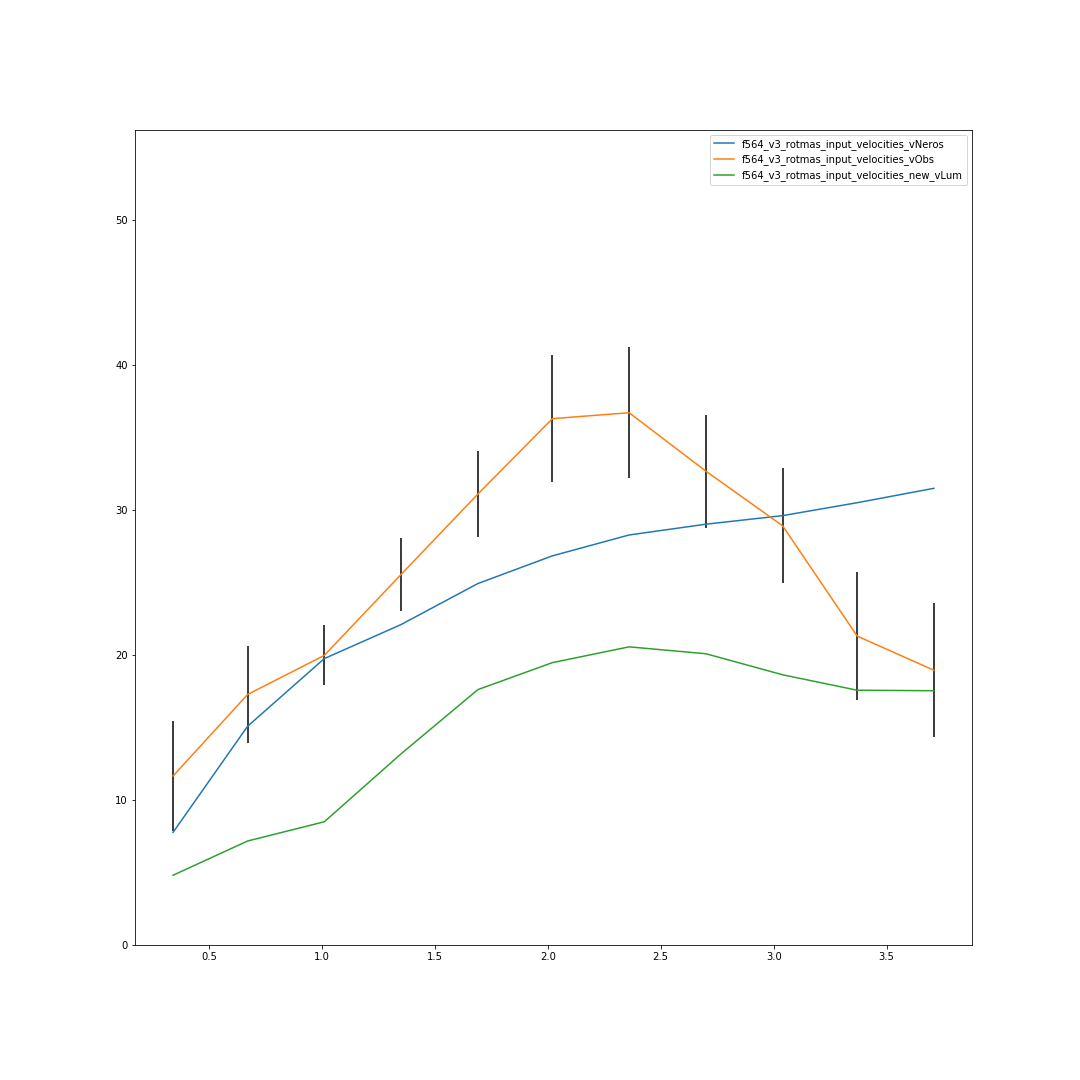 f564_v3_rotmas_input_velocities_vNeros
f564_v3_rotmas_input_velocities_vObs
f564_v3_rotmas_input_velocities_new_vLum
50
40
30
20
10
0
0.5 1.0 1.5 2.0 2.5 3.0 3.5